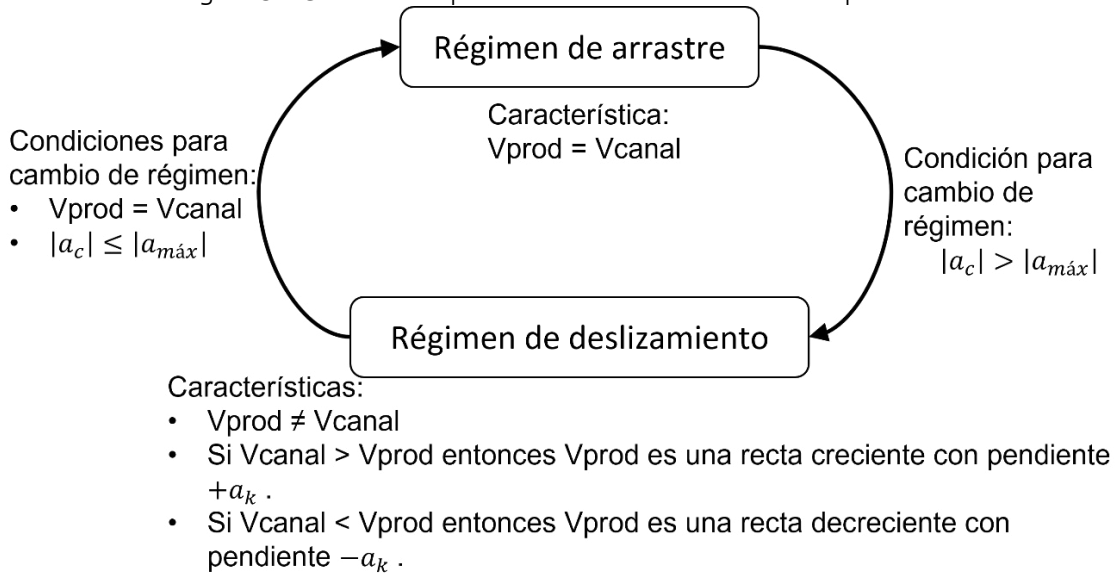 Régimen de arrastre
Característica:
Vprod = Vcanal
Condiciones para
cambio de régimen:
• Vprod = Vcanal
• |a_c| ≤ |a_máx|
Condición para
cambio de
régimen:
|a_c| > |a_máx|
Régimen de deslizamiento
Características:
• Vprod ≠ Vcanal
• Si Vcanal > Vprod entonces Vprod es una recta creciente con pendiente
+a_k .
• Si Vcanal < Vprod entonces Vprod es una recta decreciente con
pendiente −a_k .